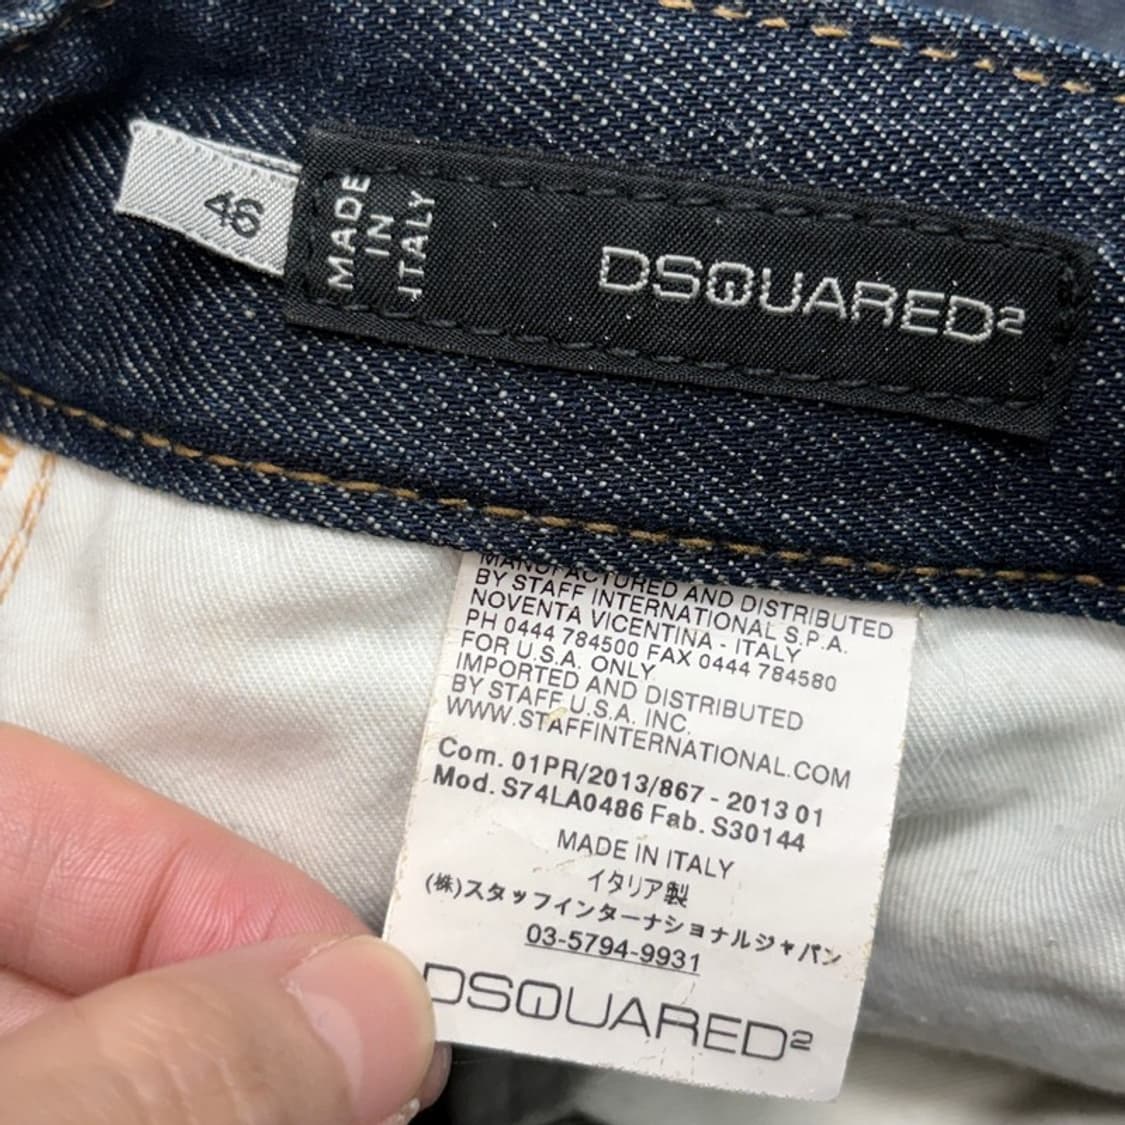 46
MADE
IN
ITALY
DSQUARED2
MANUFACTURED AND DISTRIBUTED
BY STAFF INTERNATIONAL S.P.A.
NOVENTA VICENTINA - ITALY
PH 0444 784500 FAX 0444 784580
FOR U.S.A. ONLY
IMPORTED AND DISTRIBUTED
BY STAFF U.S.A. INC.
WWW.STAFFINTERNATIONAL.COM
Com. 01PR/2013/867 - 2013 01
Mod. S74LA0486 Fab. S30144
MADE IN ITALY
イタリア製
(株)スタッフインターナショナルジャパン
03-5794-9931
DSQUARED2